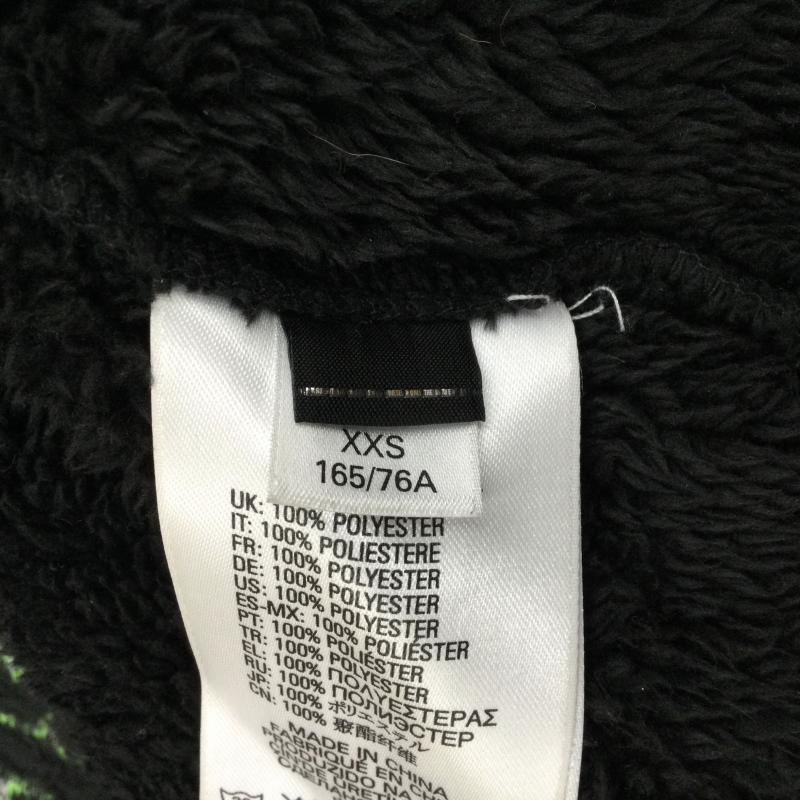 XXS
165/76A
UK: 100% POLYESTER
IT: 100% POLIESTERE
FR: 100% POLYESTER
DE: 100% POLYESTER
US: 100% POLYESTER
ES-MX: 100% POLIÉSTER
PT: 100% POLIÉSTER
TR: 100% POLYESTER
EL: 100% ΠΟΛΥΕΣΤΕΡΑΣ
RU: 100% ПОЛИЭСТЕР
JP: 100% ポリエステル
CN: 100% 聚酯纤维
MADE IN CHINA
FABRIQUÉ EN CHINE